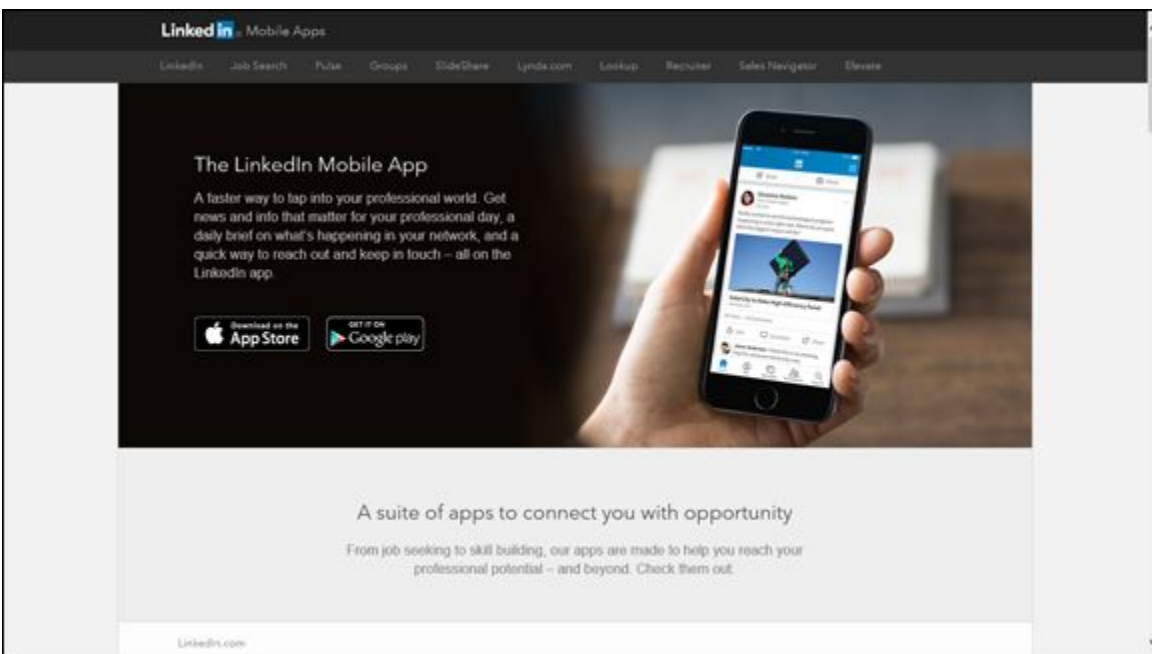 Linked in Mobile Apps
LinkedIn Job Search Pulse Groups SlideShare Lynda.com Lookup Recruiter Sales Navigator Elevate
The LinkedIn Mobile App
A faster way to tap into your professional world. Get
news and info that matter for your professional day, a
daily brief on what's happening in your network, and a
quick way to reach out and keep in touch – all on the
LinkedIn app.
Download on the
App Store
GET IT ON
Google play
Share
A suite of apps to connect you with opportunity
From job seeking to skill building, our apps are made to help you reach your
professional potential – and beyond. Check them out.
LinkedIn.com